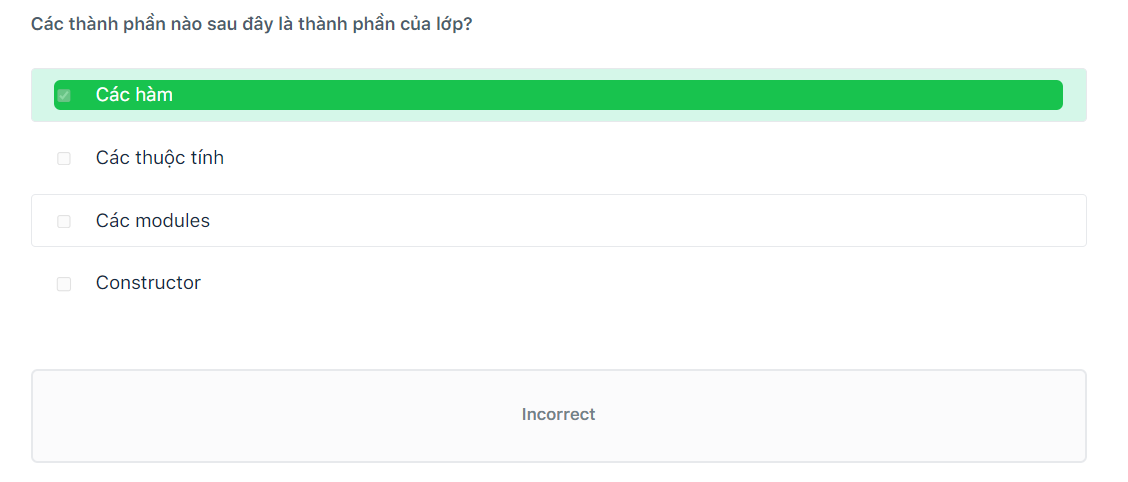 Các thành phần nào sau đây là thành phần của lớp?
Các hàm
Các thuộc tính
Các modules
Constructor
Incorrect